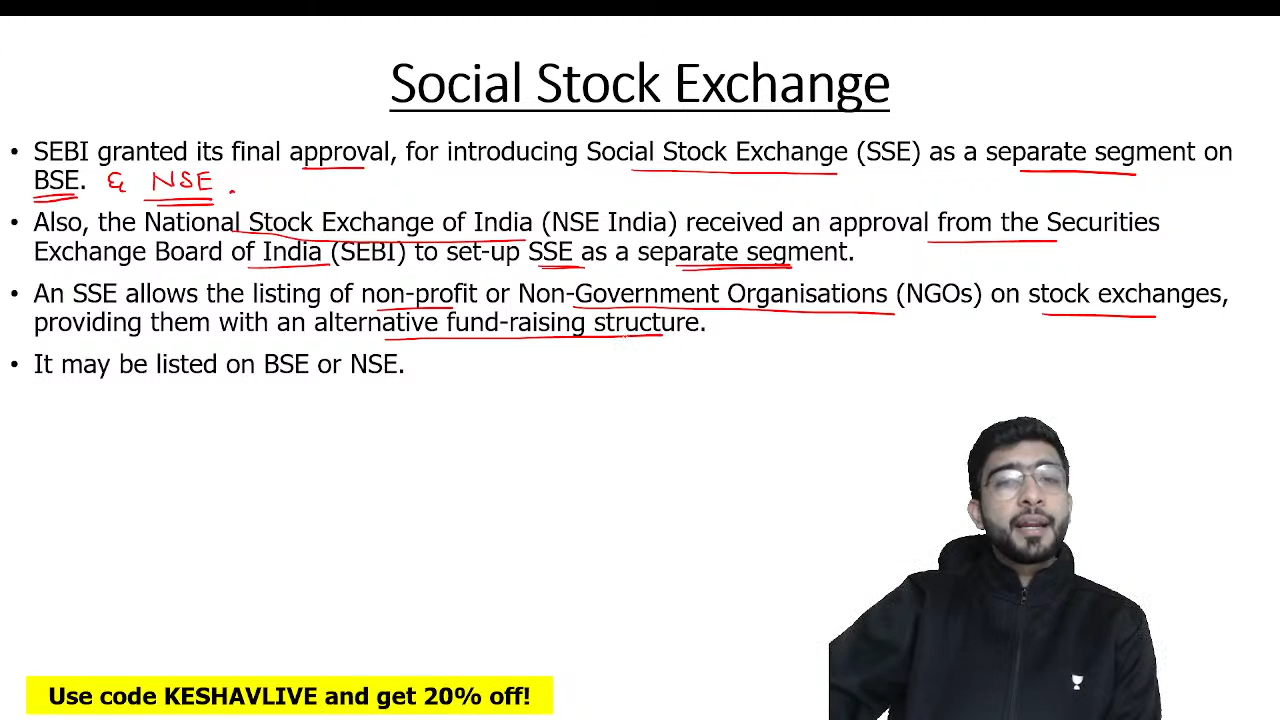 Social Stock Exchange
• SEBI granted its final approval, for introducing Social Stock Exchange (SSE) as a separate segment on
BSE. & NSE.
• Also, the National Stock Exchange of India (NSE India) received an approval from the Securities
Exchange Board of India (SEBI) to set-up SSE as a separate segment.
• An SSE allows the listing of non-profit or Non-Government Organisations (NGOs) on stock exchanges,
providing them with an alternative fund-raising structure.
• It may be listed on BSE or NSE.
Use code KESHAVLIVE and get 20% off!